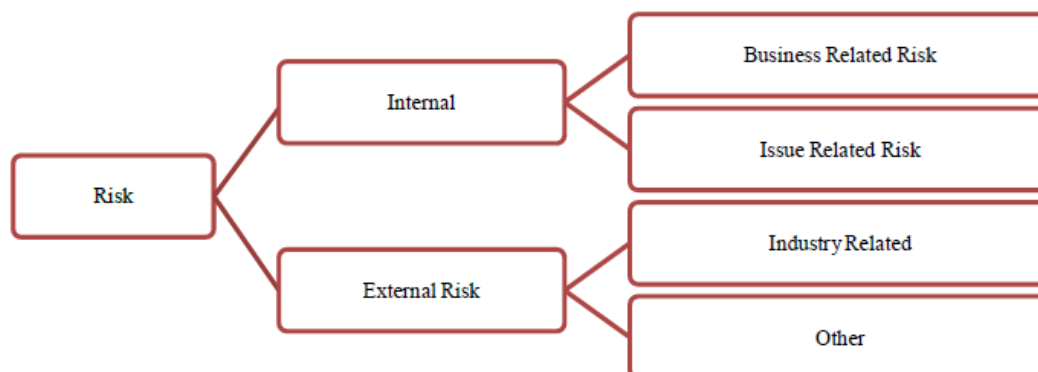 Risk
Internal
Business Related Risk
Issue Related Risk
External Risk
Industry Related
Other